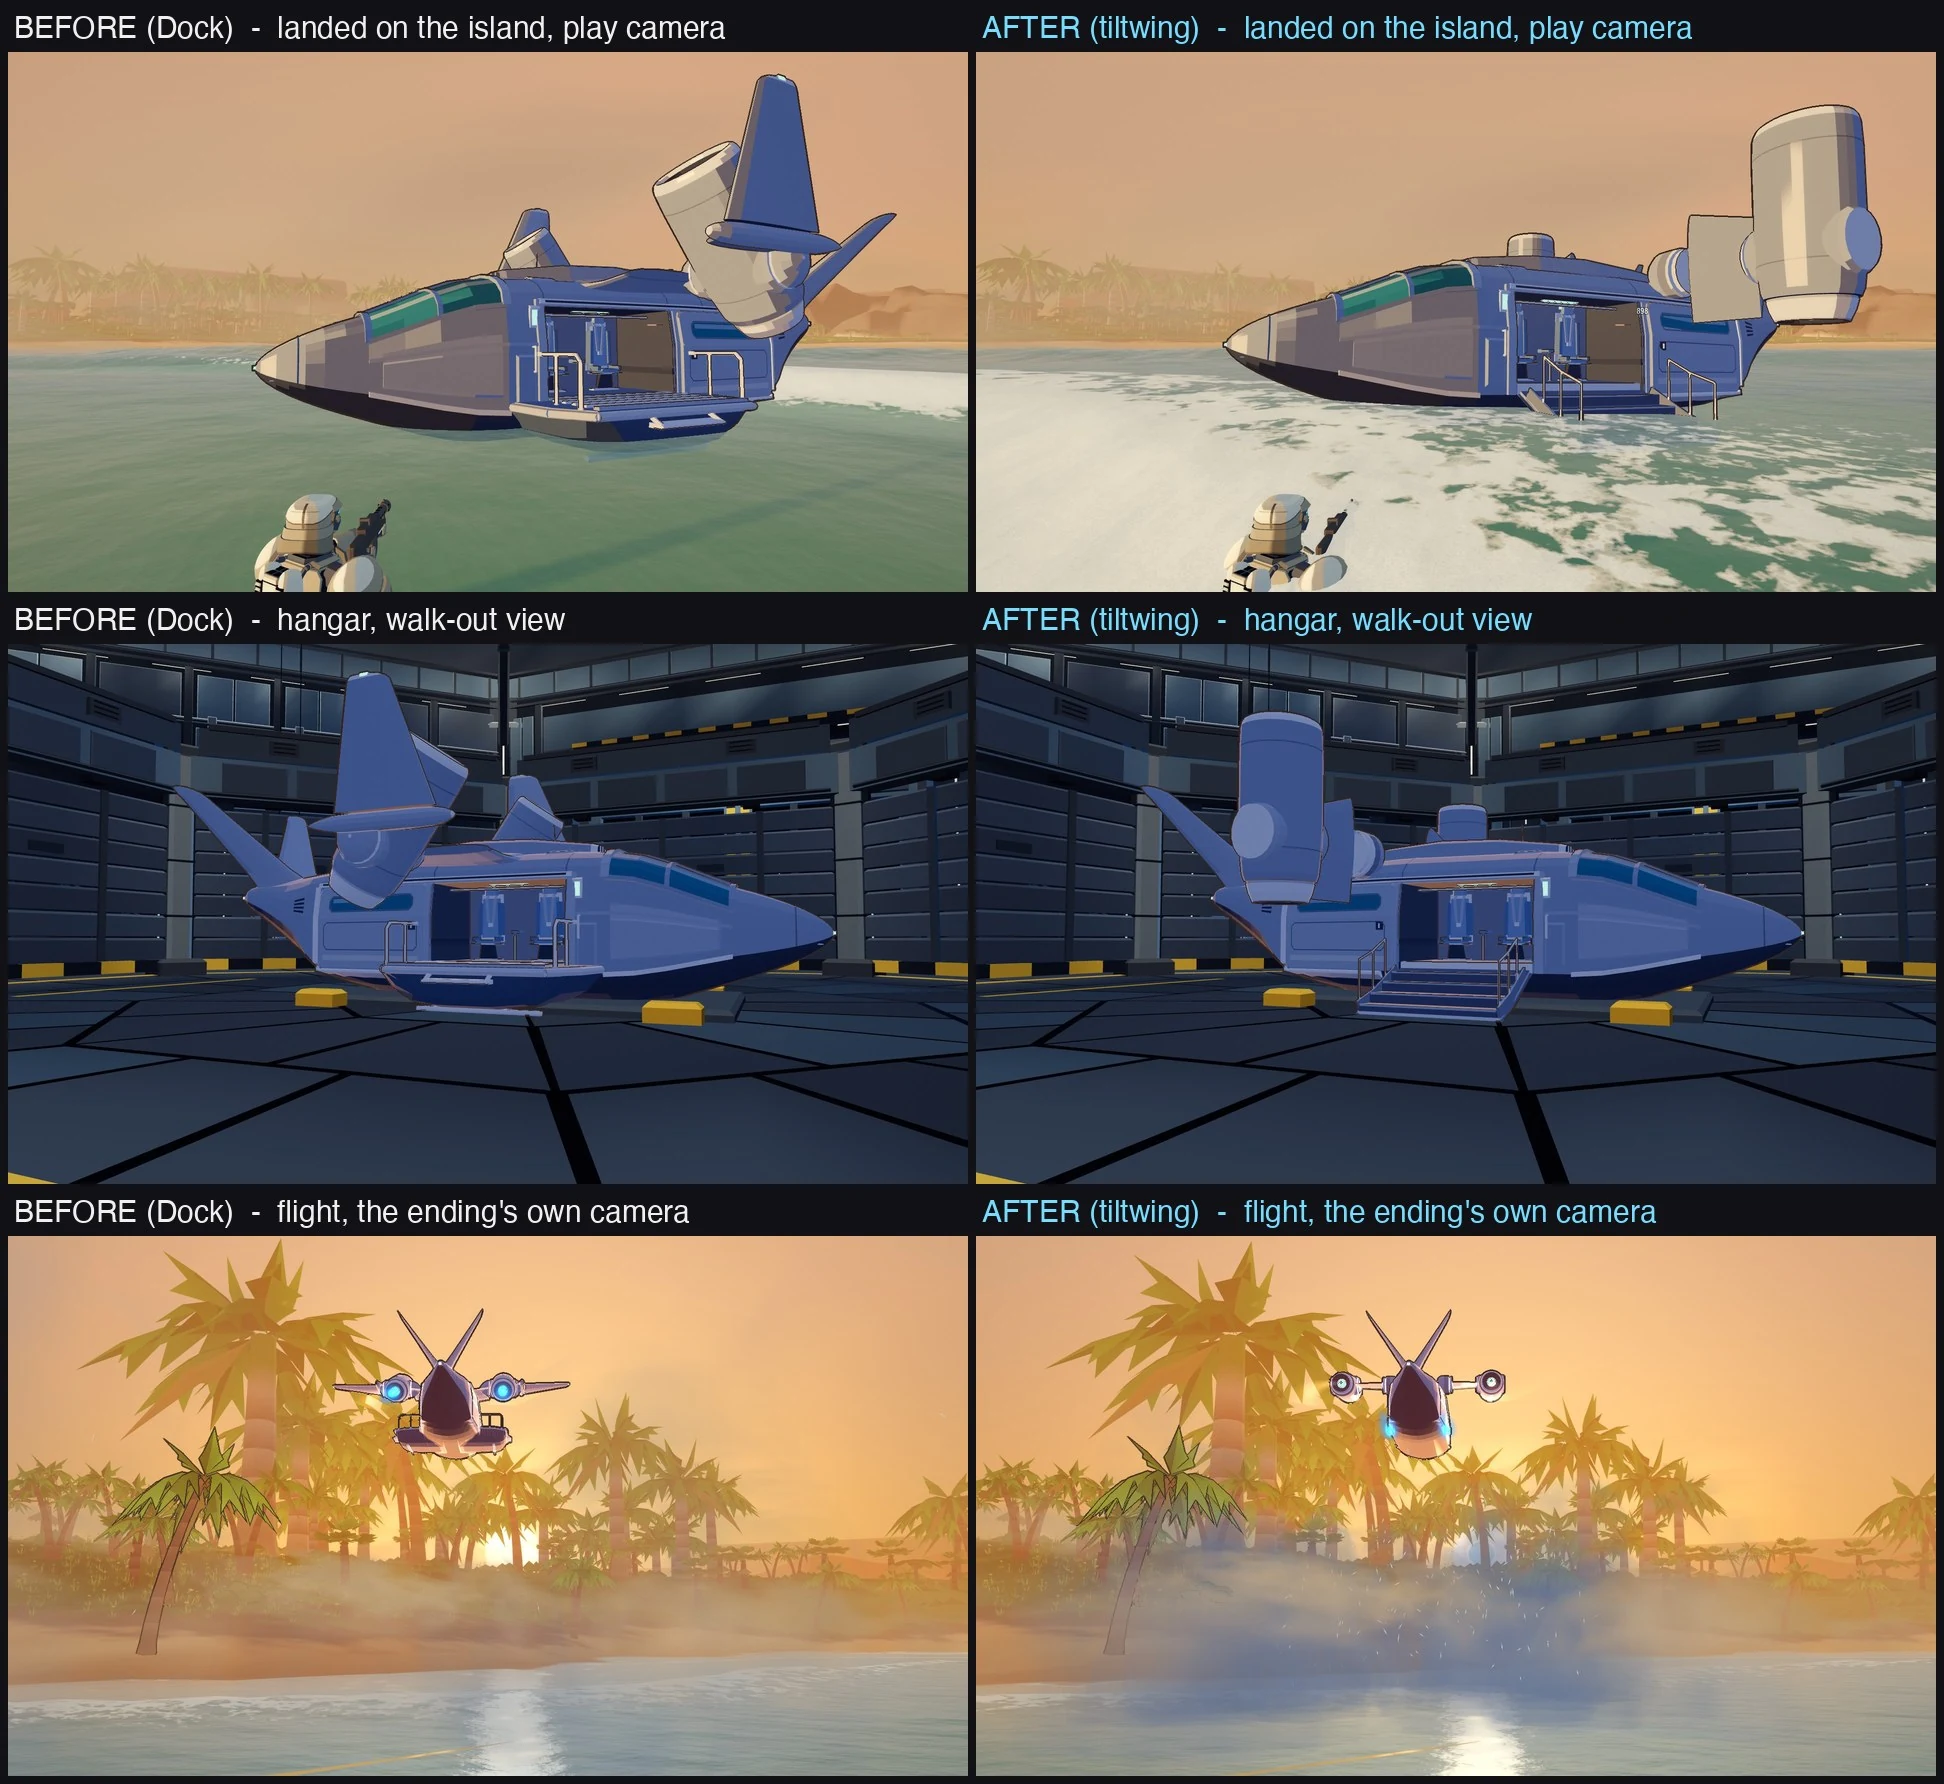 BEFORE (Dock) - landed on the island, play camera
AFTER (tiltwing) - landed on the island, play camera
898
BEFORE (Dock) - hangar, walk-out view
AFTER (tiltwing) - hangar, walk-out view
BEFORE (Dock) - flight, the ending's own camera
AFTER (tiltwing) - flight, the ending's own camera